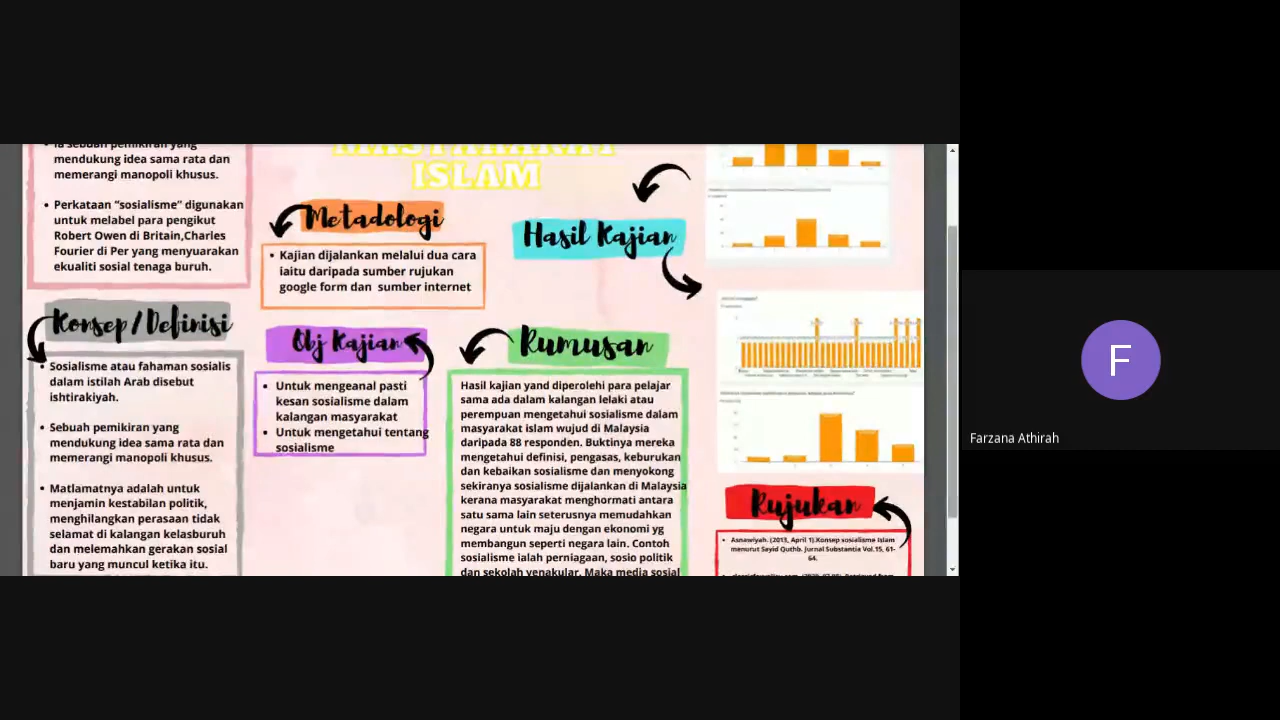 Ia sebuah pemikiran yang
mendukung idea sama rata dan
memerangi manopoli khusus.
Perkataan “sosialisme” digunakan
untuk melabel para pengikut
Robert Owen di Britain,Charles
Fourier di Per yang menyuarakan
ekualiti sosial tenaga buruh.
Konsep/Definisi
Sosialisme atau fahaman sosialis
dalam istilah Arab disebut
ishtirakiyah.
Sebuah pemikiran yang
mendukung idea sama rata dan
memerangi manopoli khusus.
Matlamatnya adalah untuk
menjamin kestabilan politik,
menghilangkan perasaan tidak
selamat di kalangan kelasburuh
dan melemahkan gerakan sosial
baru yang muncul ketika itu.
ISLAM
Metadologi
Kajian dijalankan melalui dua cara
iaitu daripada sumber rujukan
google form dan sumber internet
Obj Kajian
Untuk mengeanal pasti
kesan sosialisme dalam
kalangan masyarakat
Untuk mengetahui tentang
sosialisme
Hasil Kajian
Rumusan
Hasil kajian yand diperolehi para pelajar
sama ada dalam kalangan lelaki atau
perempuan mengetahui sosialisme dalam
masyarakat islam wujud di Malaysia
daripada 88 responden. Buktinya mereka
mengetahui definisi, pengasas, keburukan
dan kebaikan sosialisme dan menyokong
sekiranya sosialisme dijalankan di Malaysia
kerana masyarakat menghormati antara
satu sama lain seterusnya memudahkan
negara untuk maju dengan ekonomi yg
membangun seperti negara lain. Contoh
sosialisme ialah perniagaan, sosio politik
dan sekolah venakular. Maka media sosial
Rujukan
Asnawiyah. (2013, April 1).Konsep sosialisme Islam
menurut Sayid Quthb. Jurnal Substantia Vol.15, 61-
64.
F
Farzana Athirah